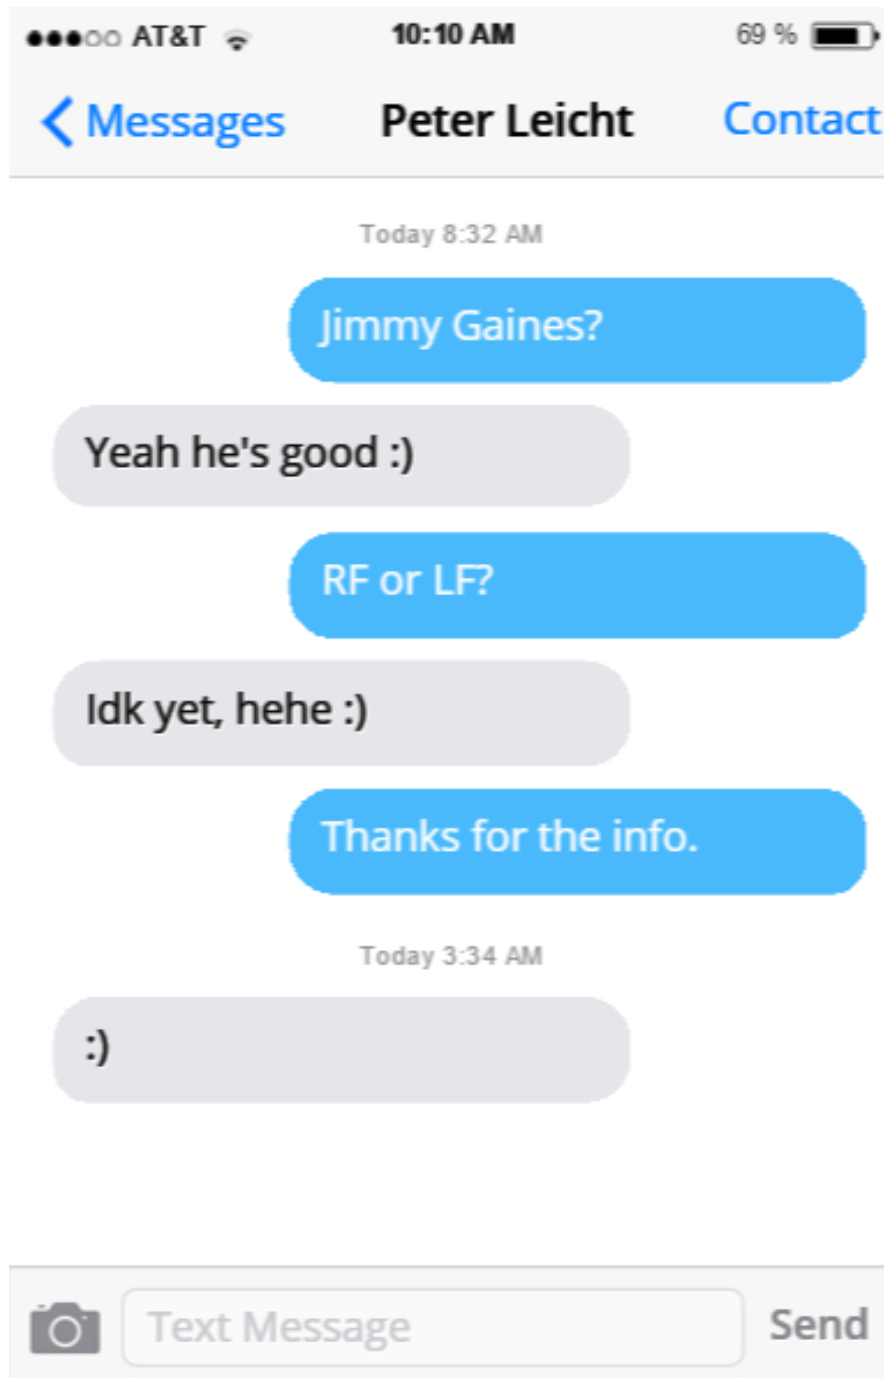 AT&T 10:10 AM 69 %
Messages Peter Leicht Contact
Today 8:32 AM
Jimmy Gaines?
Yeah he's good :)
RF or LF?
Idk yet, hehe :)
Thanks for the info.
Today 3:34 AM
:)
Text Message Send